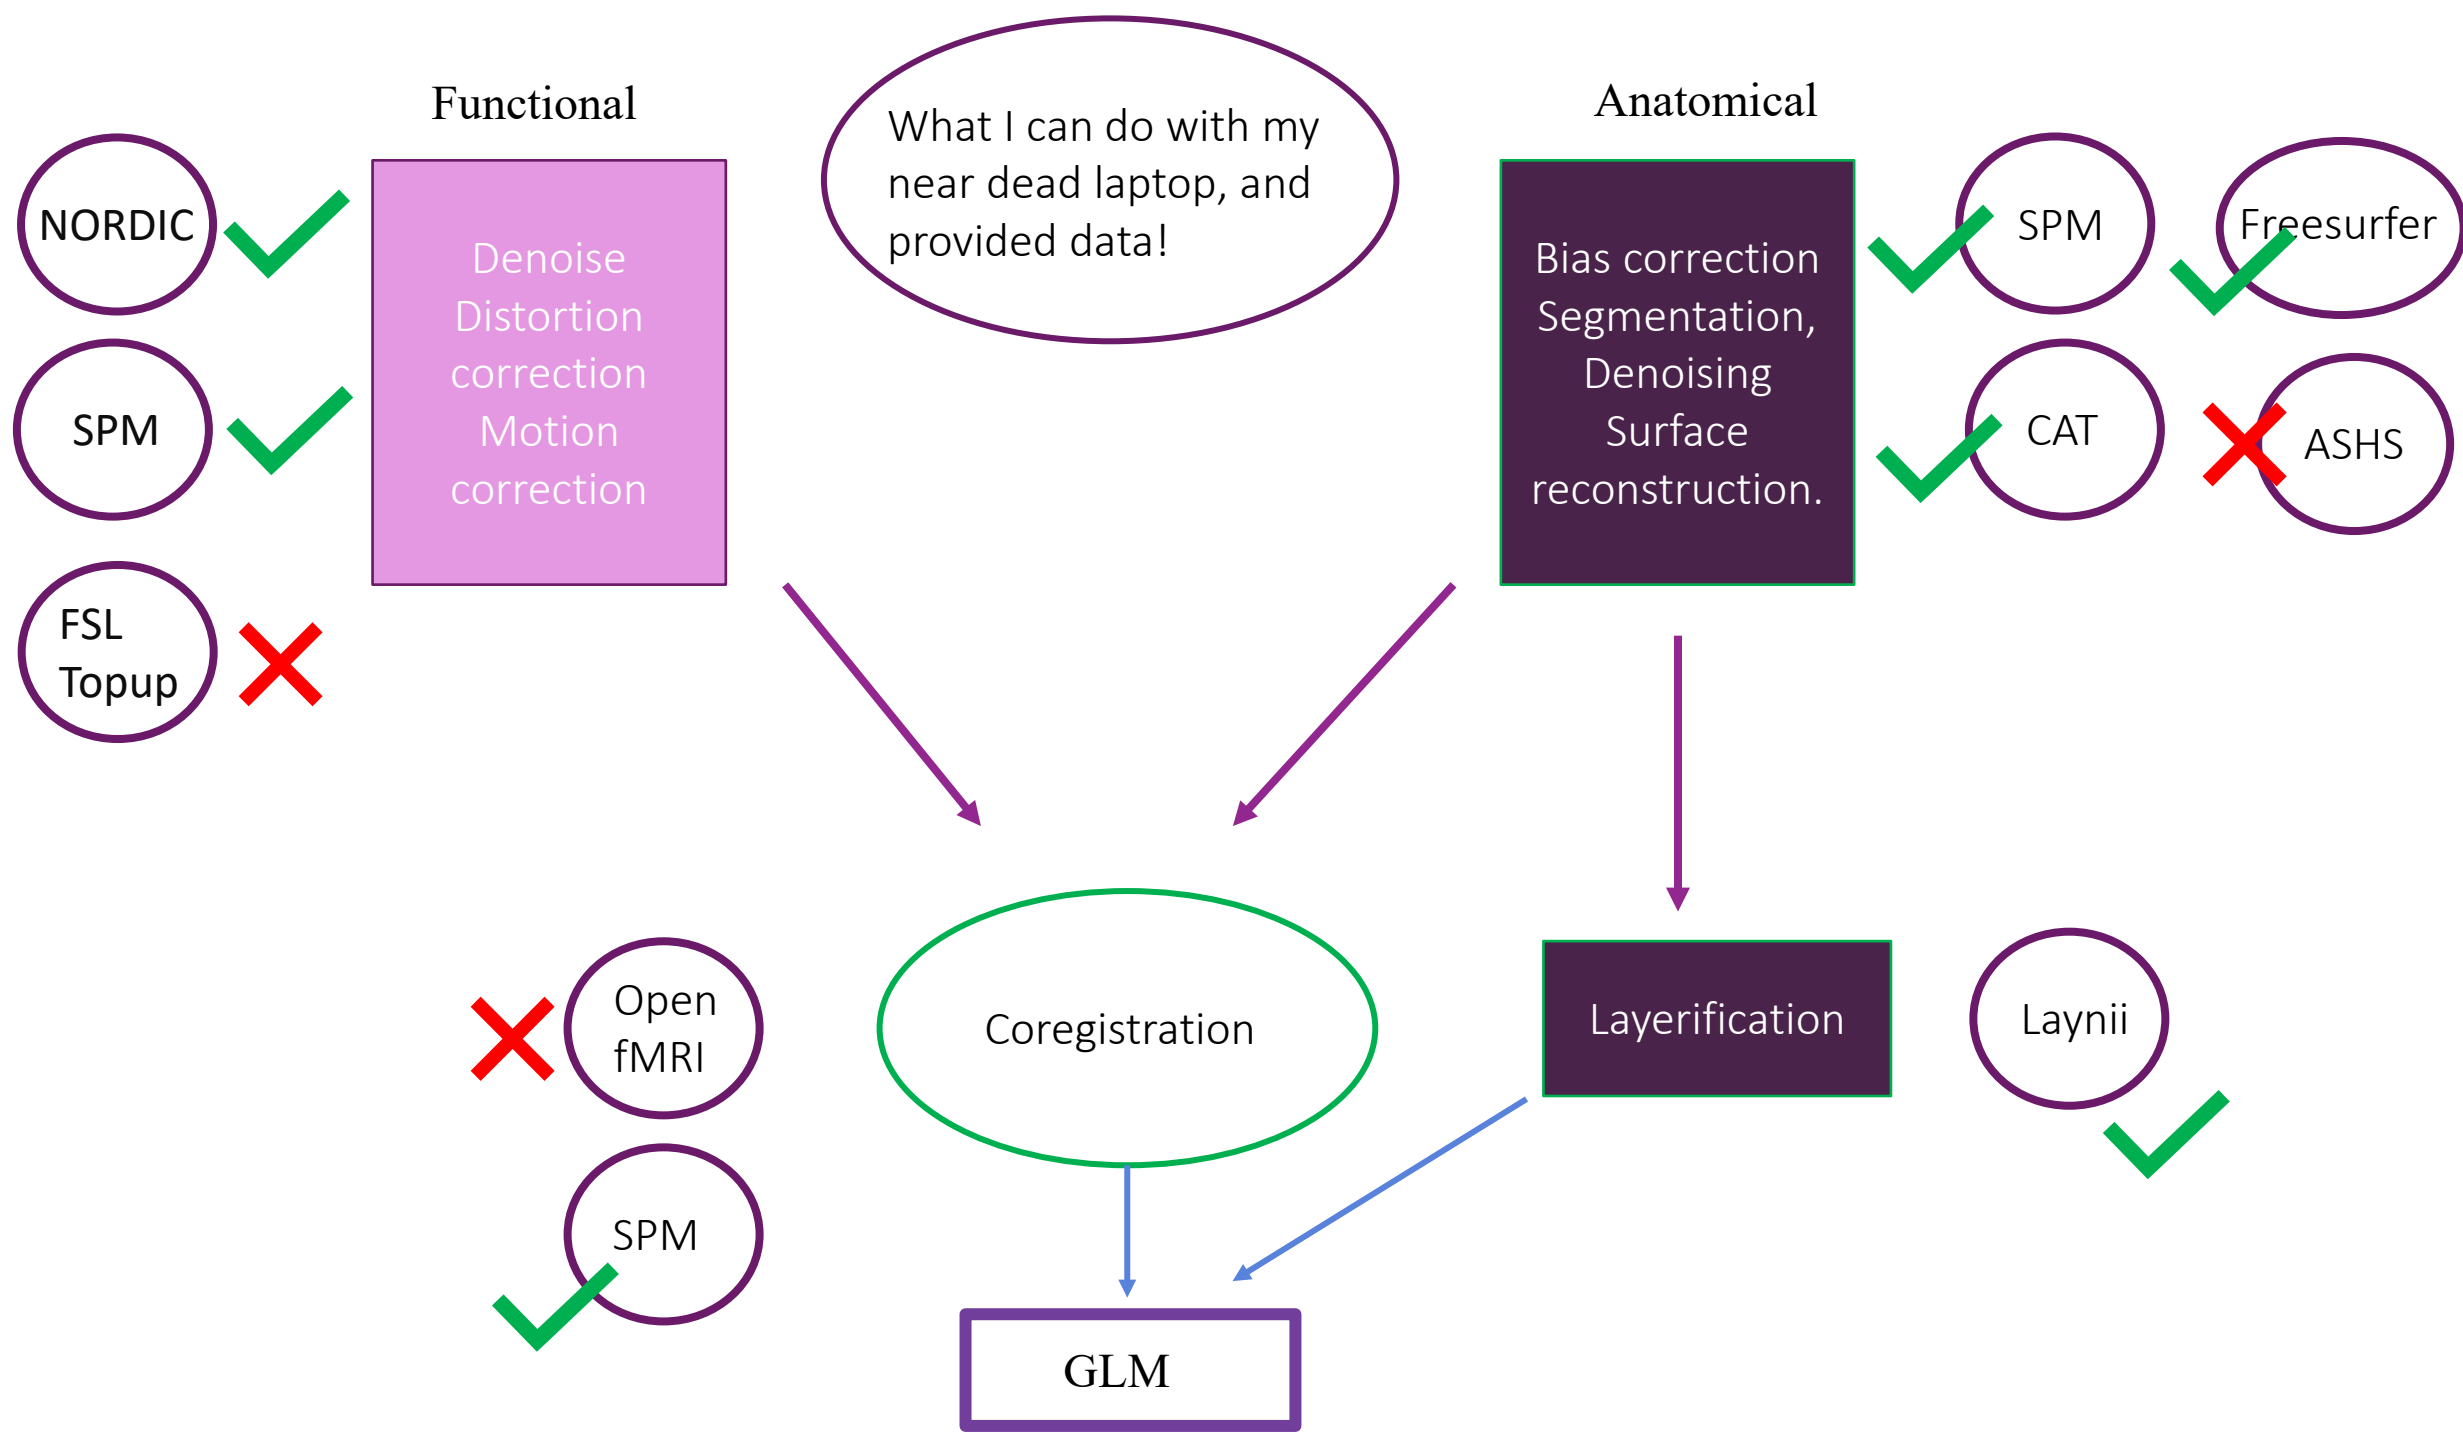 Functional
What I can do with my
near dead laptop, and
provided data!
Anatomical
NORDIC
SPM
FSL
Topup
Denoise
Distortion
correction
Motion
correction
Bias correction
Segmentation,
Denoising
Surface
reconstruction.
SPM
Freesurfer
CAT
ASHS
Open
fMRI
SPM
Coregistration
Layerification
Laynii
GLM